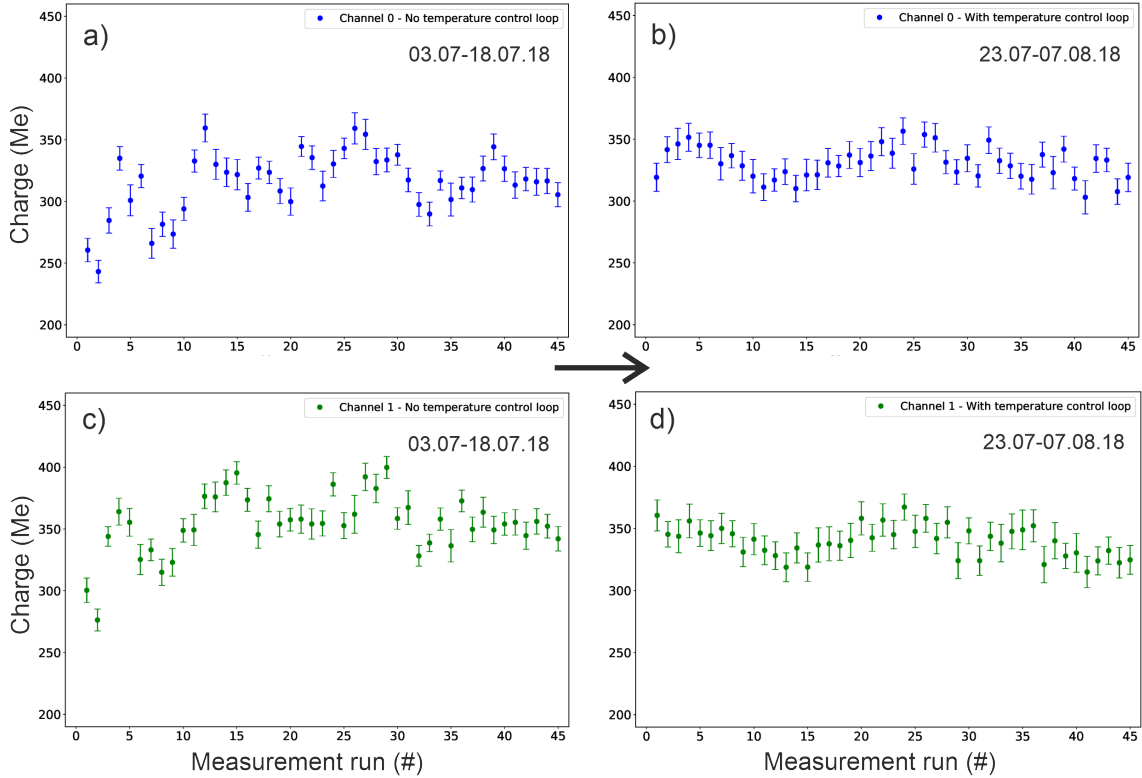 Channel 0 - No temperature control loop
a)
03.07-18.07.18
450
400
350
300
250
200
0 5 10 15 20 25 30 35 40 45
Charge (Me)
Channel 0 - With temperature control loop
b)
23.07-07.08.18
450
400
350
300
250
200
0 5 10 15 20 25 30 35 40 45
Channel 1 - No temperature control loop
c)
03.07-18.07.18
450
400
350
300
250
200
0 5 10 15 20 25 30 35 40 45
Charge (Me)
Measurement run (#)
Channel 1 - With temperature control loop
d)
23.07-07.08.18
450
400
350
300
250
200
0 5 10 15 20 25 30 35 40 45
Measurement run (#)